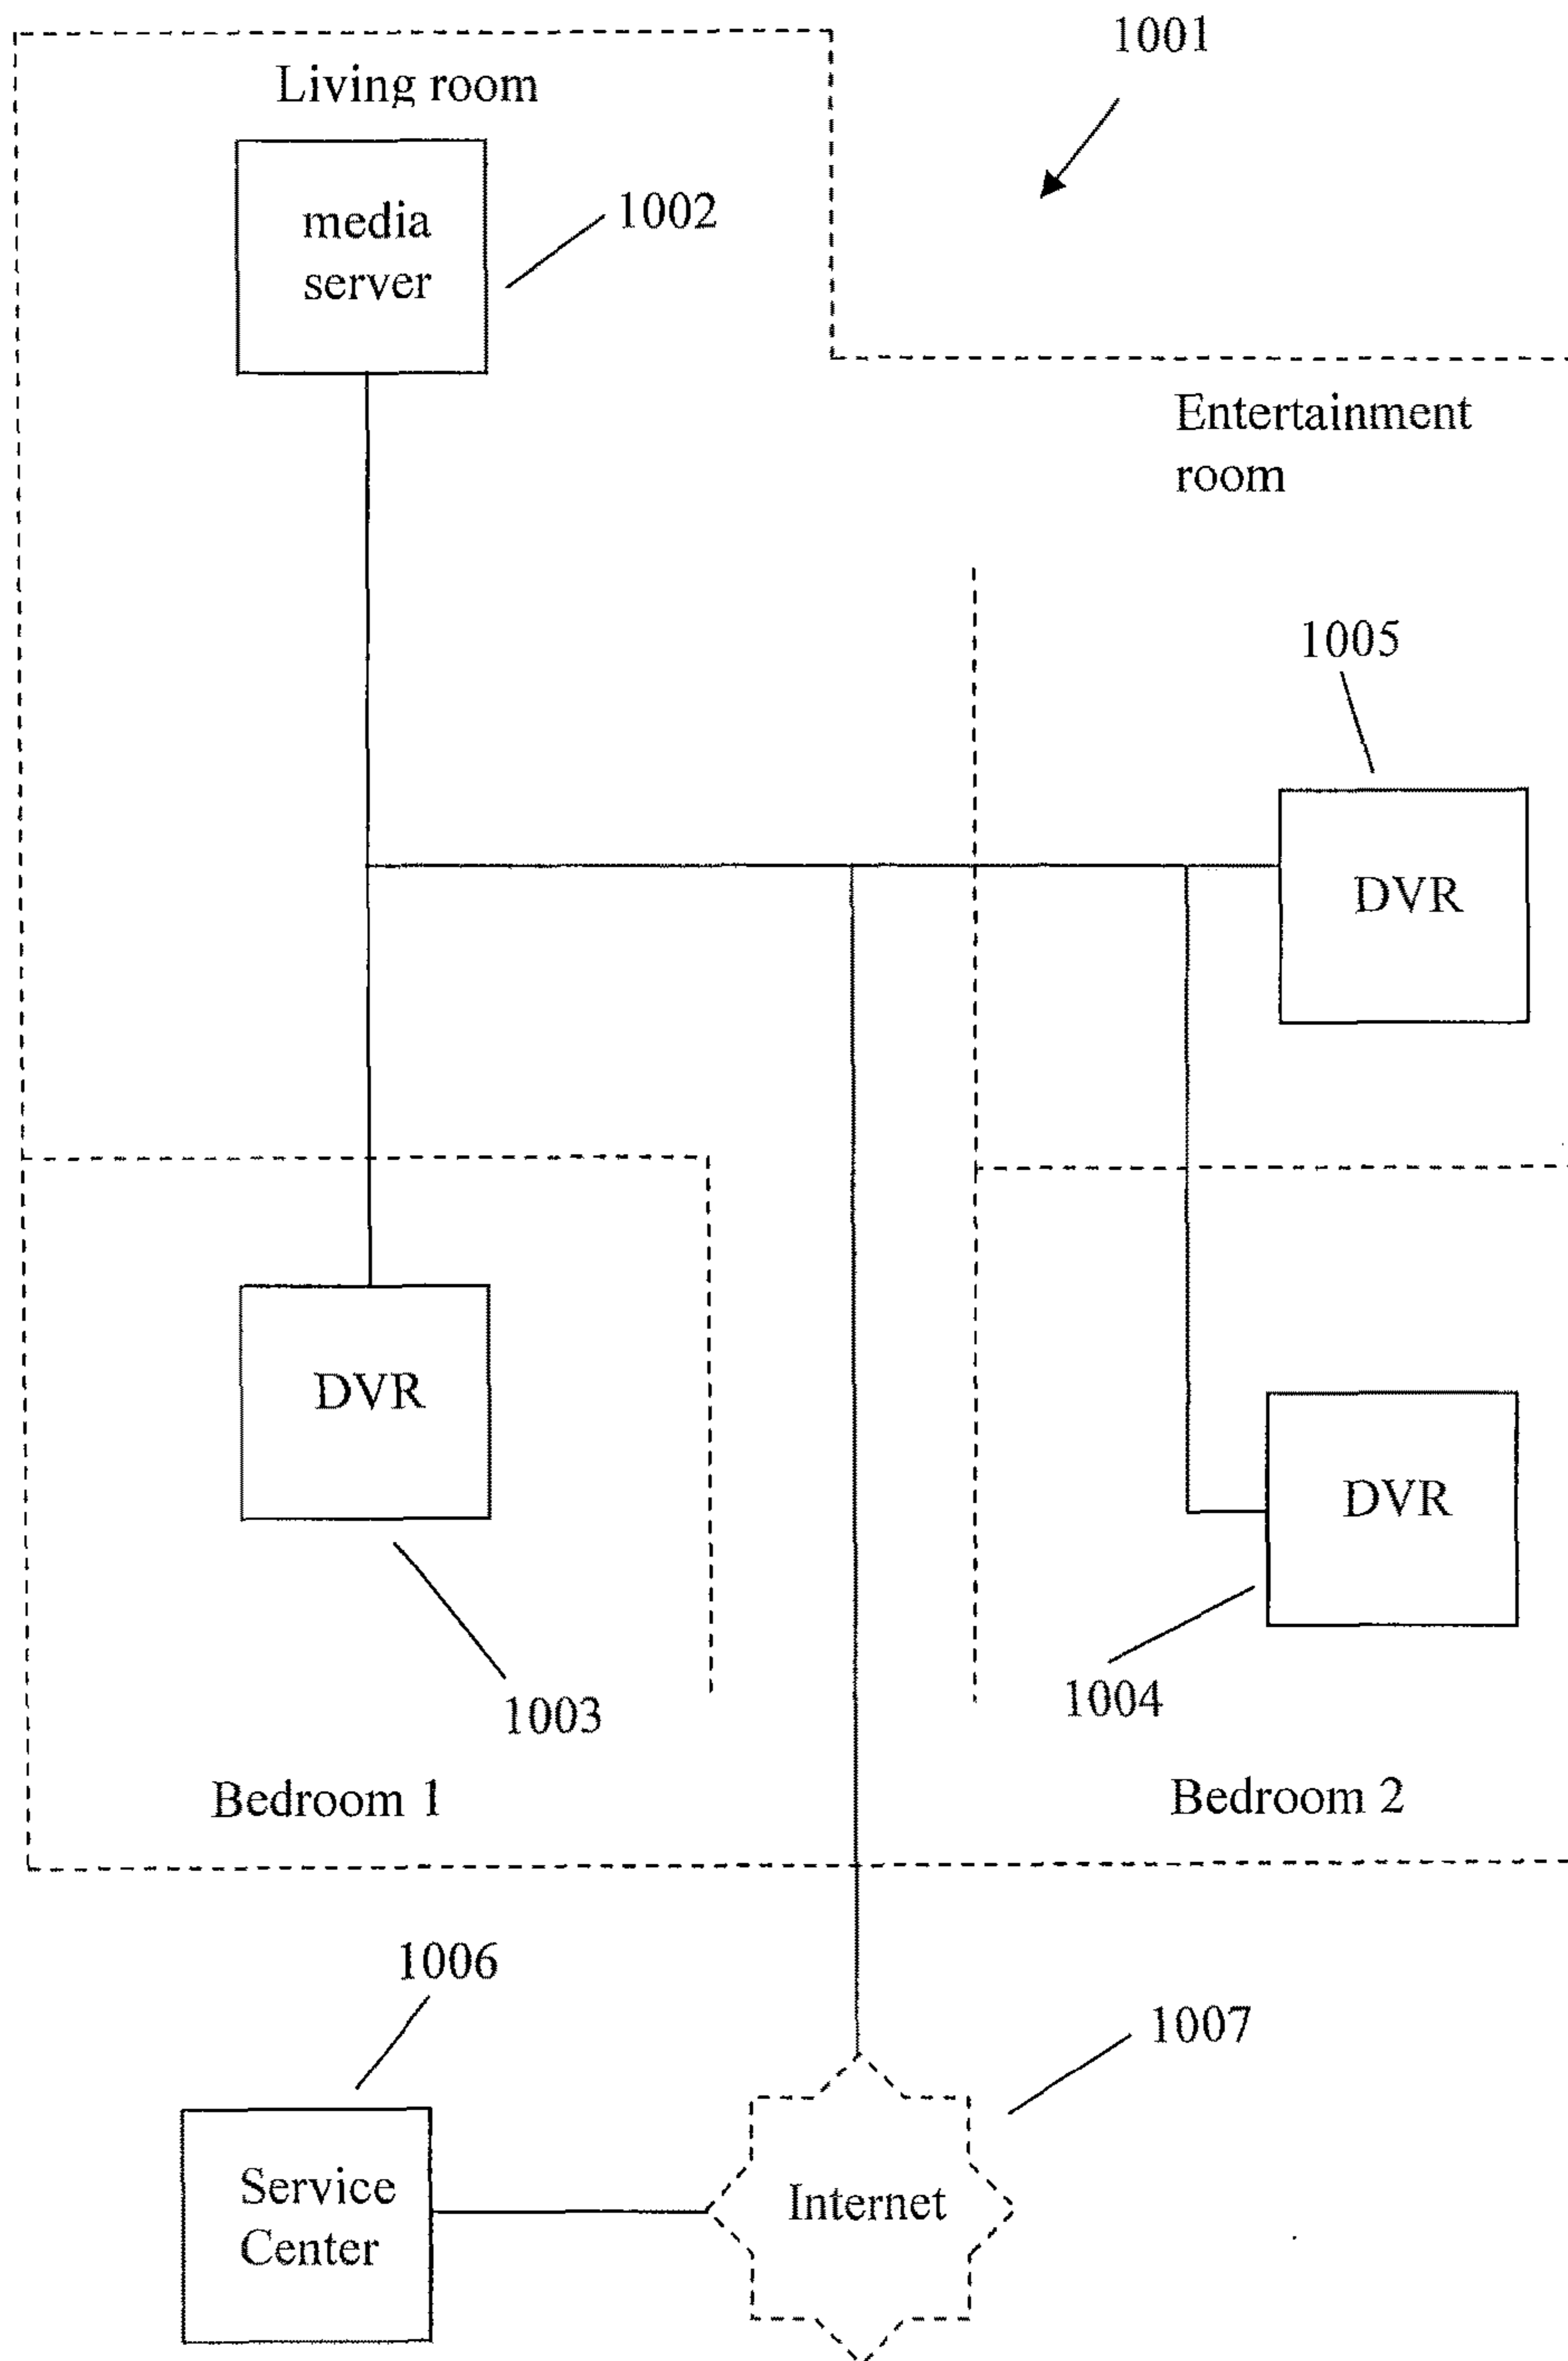 1001
Living room
media
server
1002
Entertainment
room
1005
DVR
DVR
DVR
1003
1004
Bedroom 1
Bedroom 2
1006
1007
Service
Center
Internet